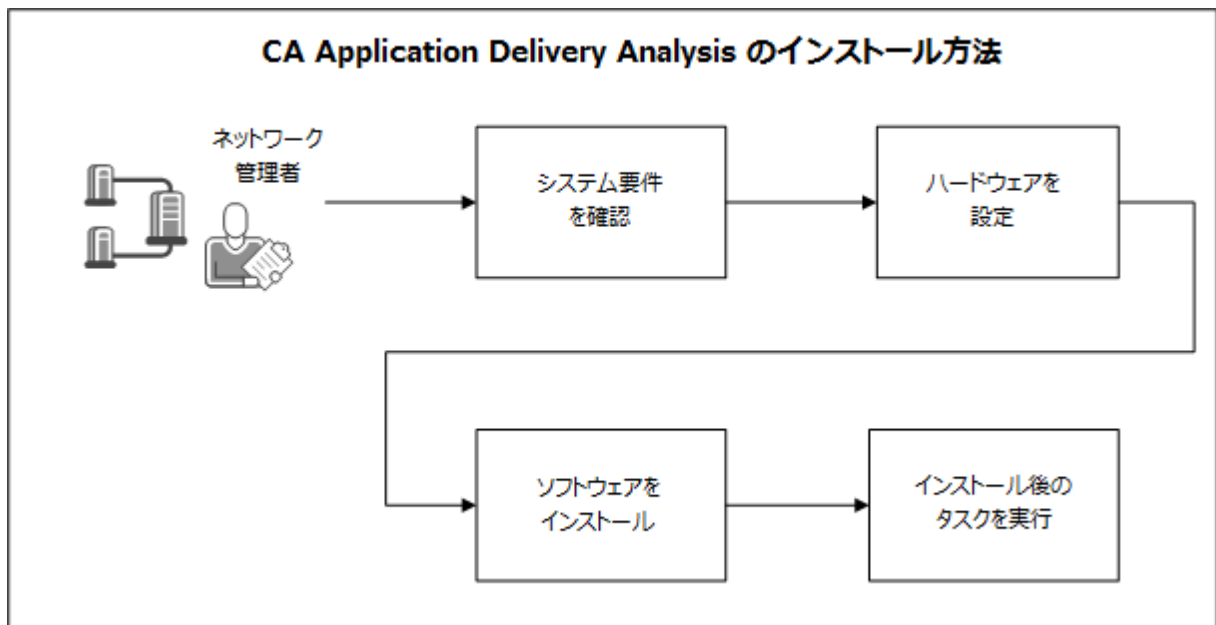 CA Application Delivery Analysis のインストール方法
ネットワーク
管理者
システム要件
を確認
ハードウェアを
設定
ソフトウェアを
インストール
インストール後の
タスクを実行